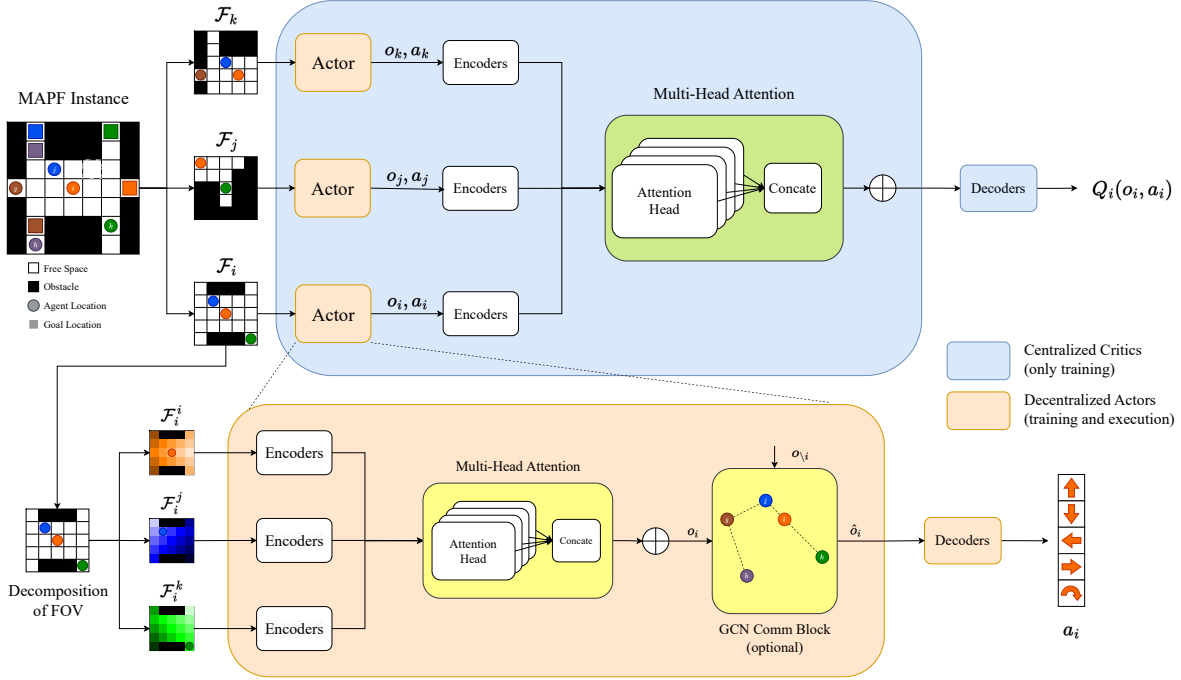 MAPF Instance
j
g
i
k
h
Free Space
Obstacle
Agent Location
Goal Location
ℱₖ
ℱⱼ
ℱᵢ
Actor
oₖ, aₖ
Encoders
Actor
oⱼ, aⱼ
Encoders
Actor
oᵢ, aᵢ
Encoders
Multi-Head Attention
Attention
Head
Concate
Decoders
Qᵢ(oᵢ, aᵢ)
Centralized Critics
(only training)
Decentralized Actors
(training and execution)
Decomposition
of FOV
ℱᵢⁱ
ℱᵢʲ
ℱᵢᵏ
Encoders
Encoders
Encoders
Multi-Head Attention
Attention
Head
Concate
oᵢ
o\i
j
g
i
k
h
GCN Comm Block
(optional)
ôᵢ
Decoders
aᵢ